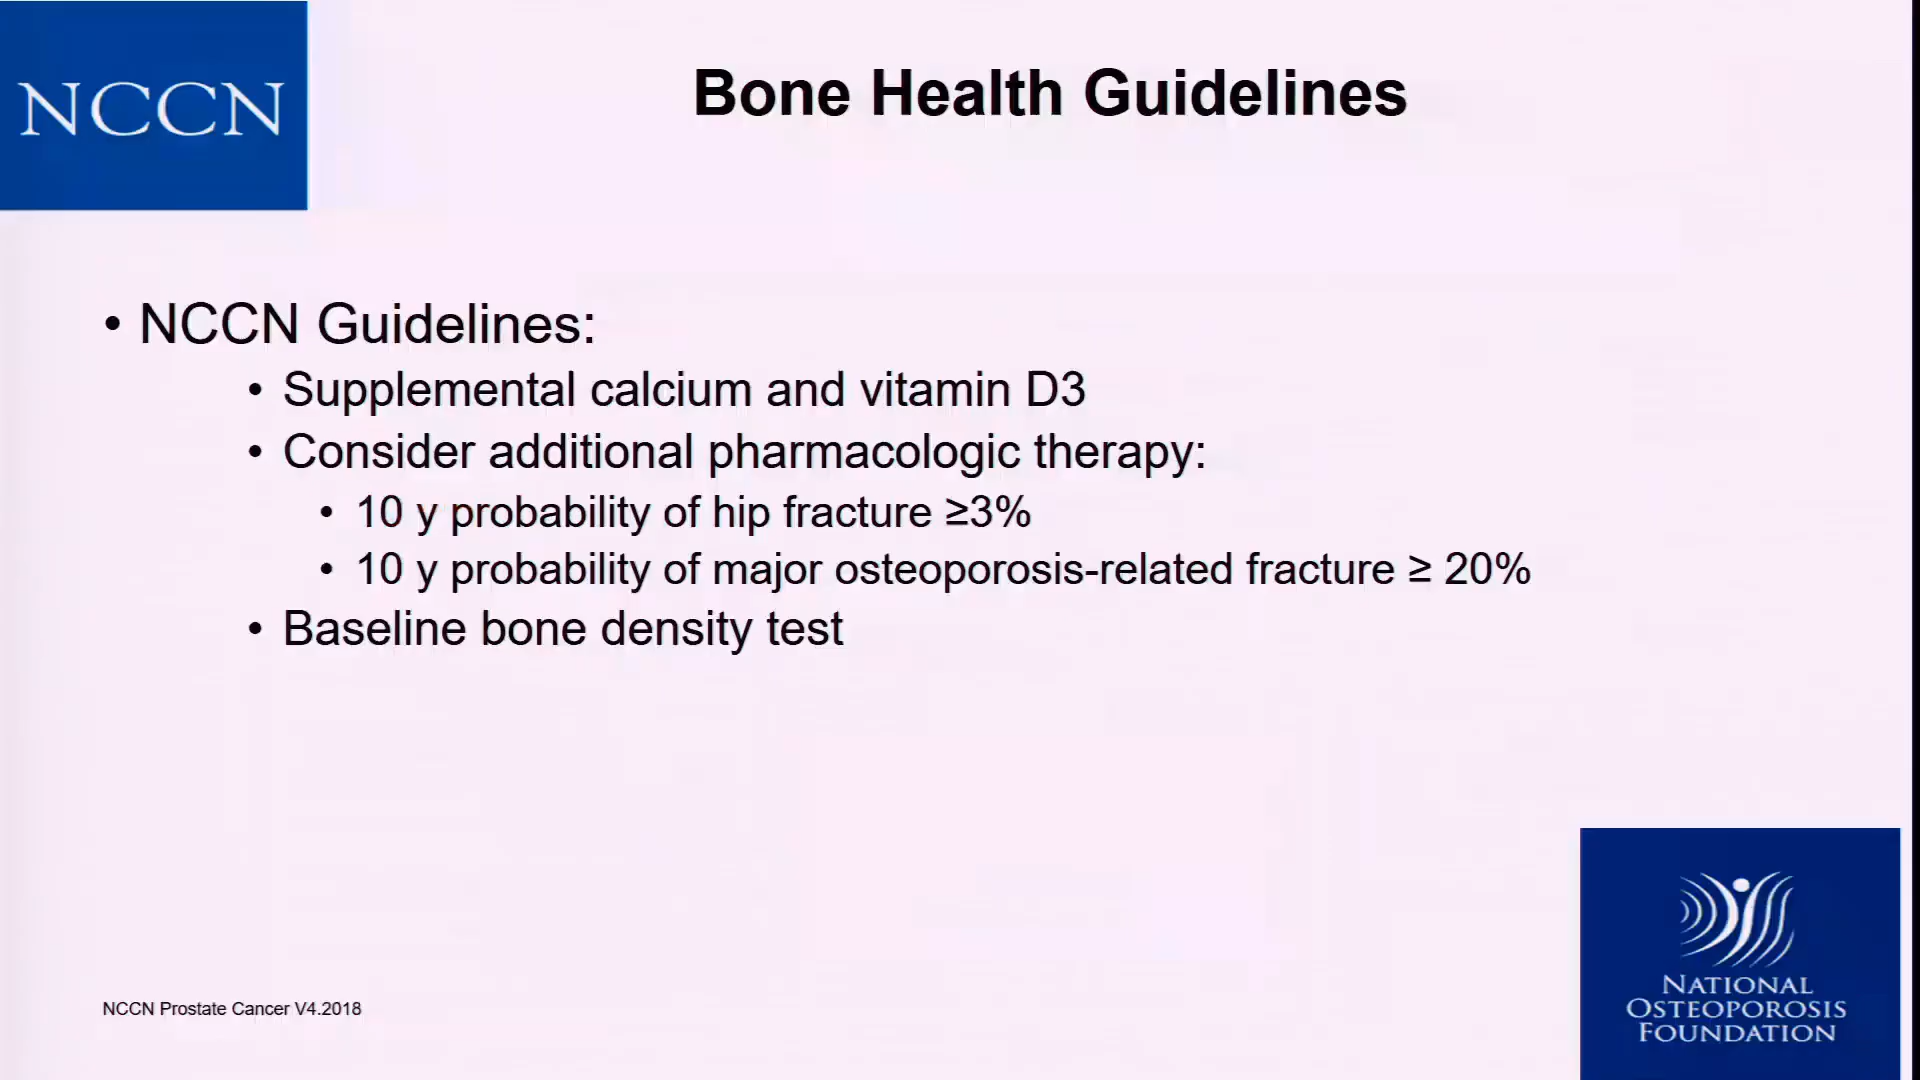 NCCN
Bone Health Guidelines
• NCCN Guidelines:
• Supplemental calcium and vitamin D3
• Consider additional pharmacologic therapy:
• 10 y probability of hip fracture ≥3%
• 10 y probability of major osteoporosis-related fracture ≥ 20%
• Baseline bone density test
NCCN Prostate Cancer V4.2018
NATIONAL
OSTEOPOROSIS
FOUNDATION